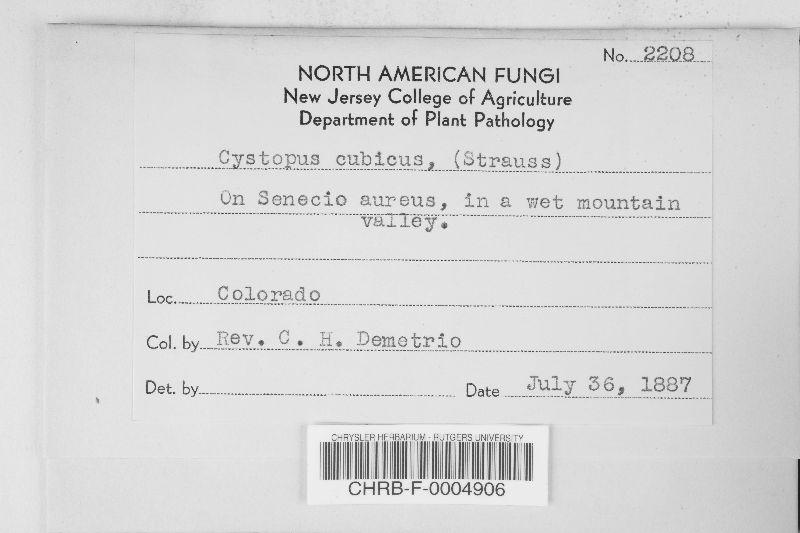 No. 2208
NORTH AMERICAN FUNGI
New Jersey College of Agriculture
Department of Plant Pathology
Cystopus cubicus, (Strauss)
On Senecio aureus, in a wet mountain
valley.
Loc. Colorado
Col. by Rev. C. H. Demetrio
Det. by Date July 36, 1887
CHRYSLER HERBARIUM - RUTGERS UNIVERSITY
CHRB-F-0004906